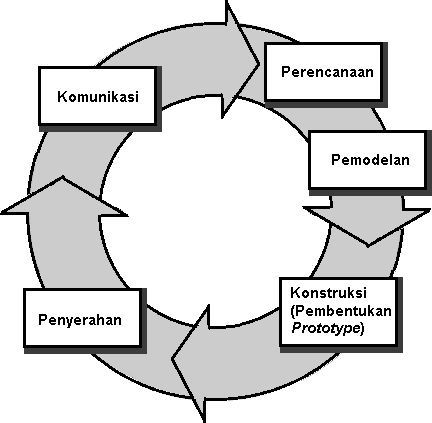 Komunikasi
Perencanaan
Pemodelan
Konstruksi
(Pembentukan
Prototype)
Penyerahan